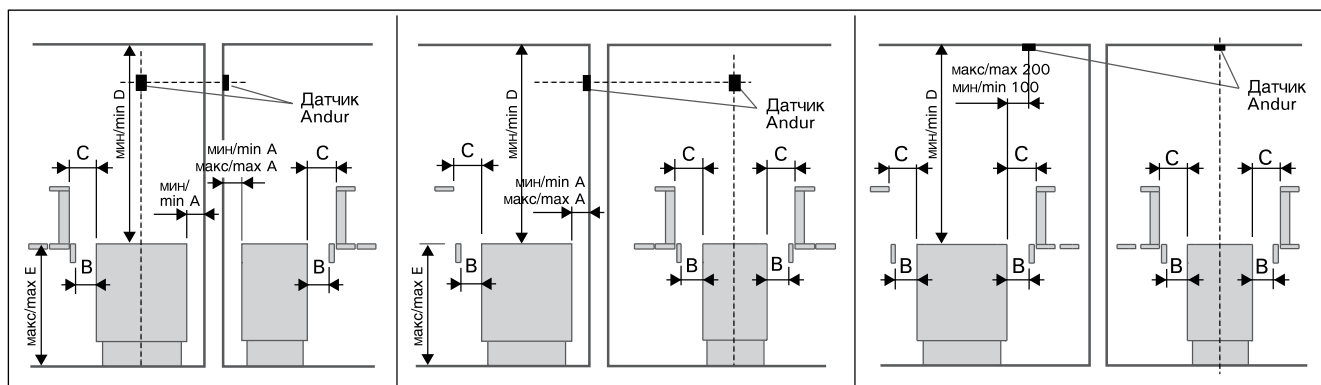 мин/min D
Датчик
Andur
C
мин/
min A
мин/min A
макс/max A
C
B
B
макс/max E
мин/min D
Датчик
Andur
C
мин/min A
макс/max A
C
C
B
B
B
макс/max E
мин/min D
макс/max 200
мин/min 100
Датчик
Andur
C
C
C
C
B
B
B
B